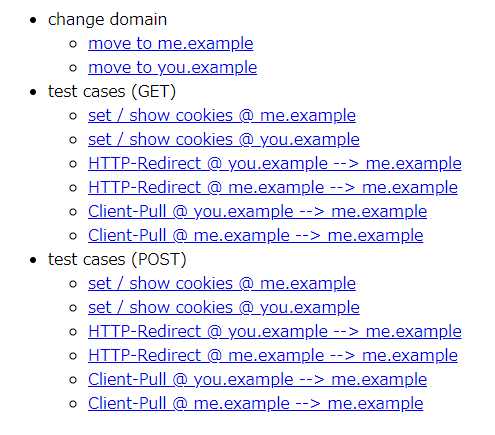 change domain
move to me.example
move to you.example
test cases (GET)
set / show cookies @ me.example
set / show cookies @ you.example
HTTP-Redirect @ you.example --> me.example
HTTP-Redirect @ me.example --> me.example
Client-Pull @ you.example --> me.example
Client-Pull @ me.example --> me.example
test cases (POST)
set / show cookies @ me.example
set / show cookies @ you.example
HTTP-Redirect @ you.example --> me.example
HTTP-Redirect @ me.example --> me.example
Client-Pull @ you.example --> me.example
Client-Pull @ me.example --> me.example